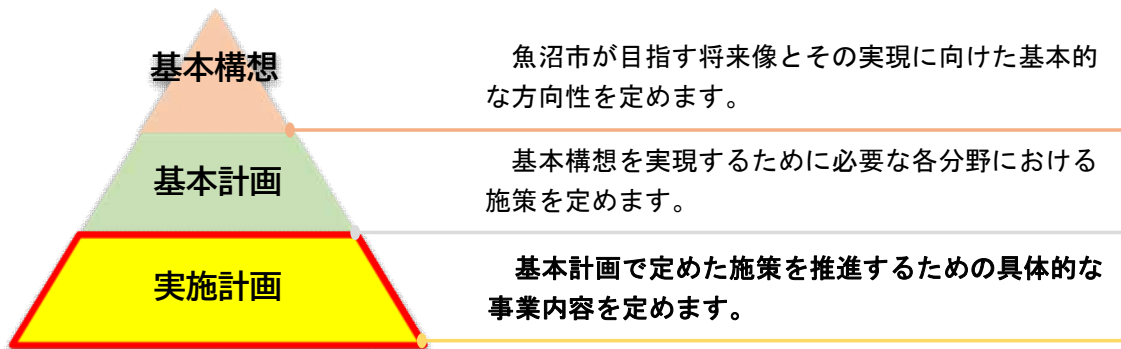 基本構想
魚沼市が目指す将来像とその実現に向けた基本的
な方向性を定めます。
基本計画
基本構想を実現するために必要な各分野における
施策を定めます。
実施計画
基本計画で定めた施策を推進するための具体的な
事業内容を定めます。